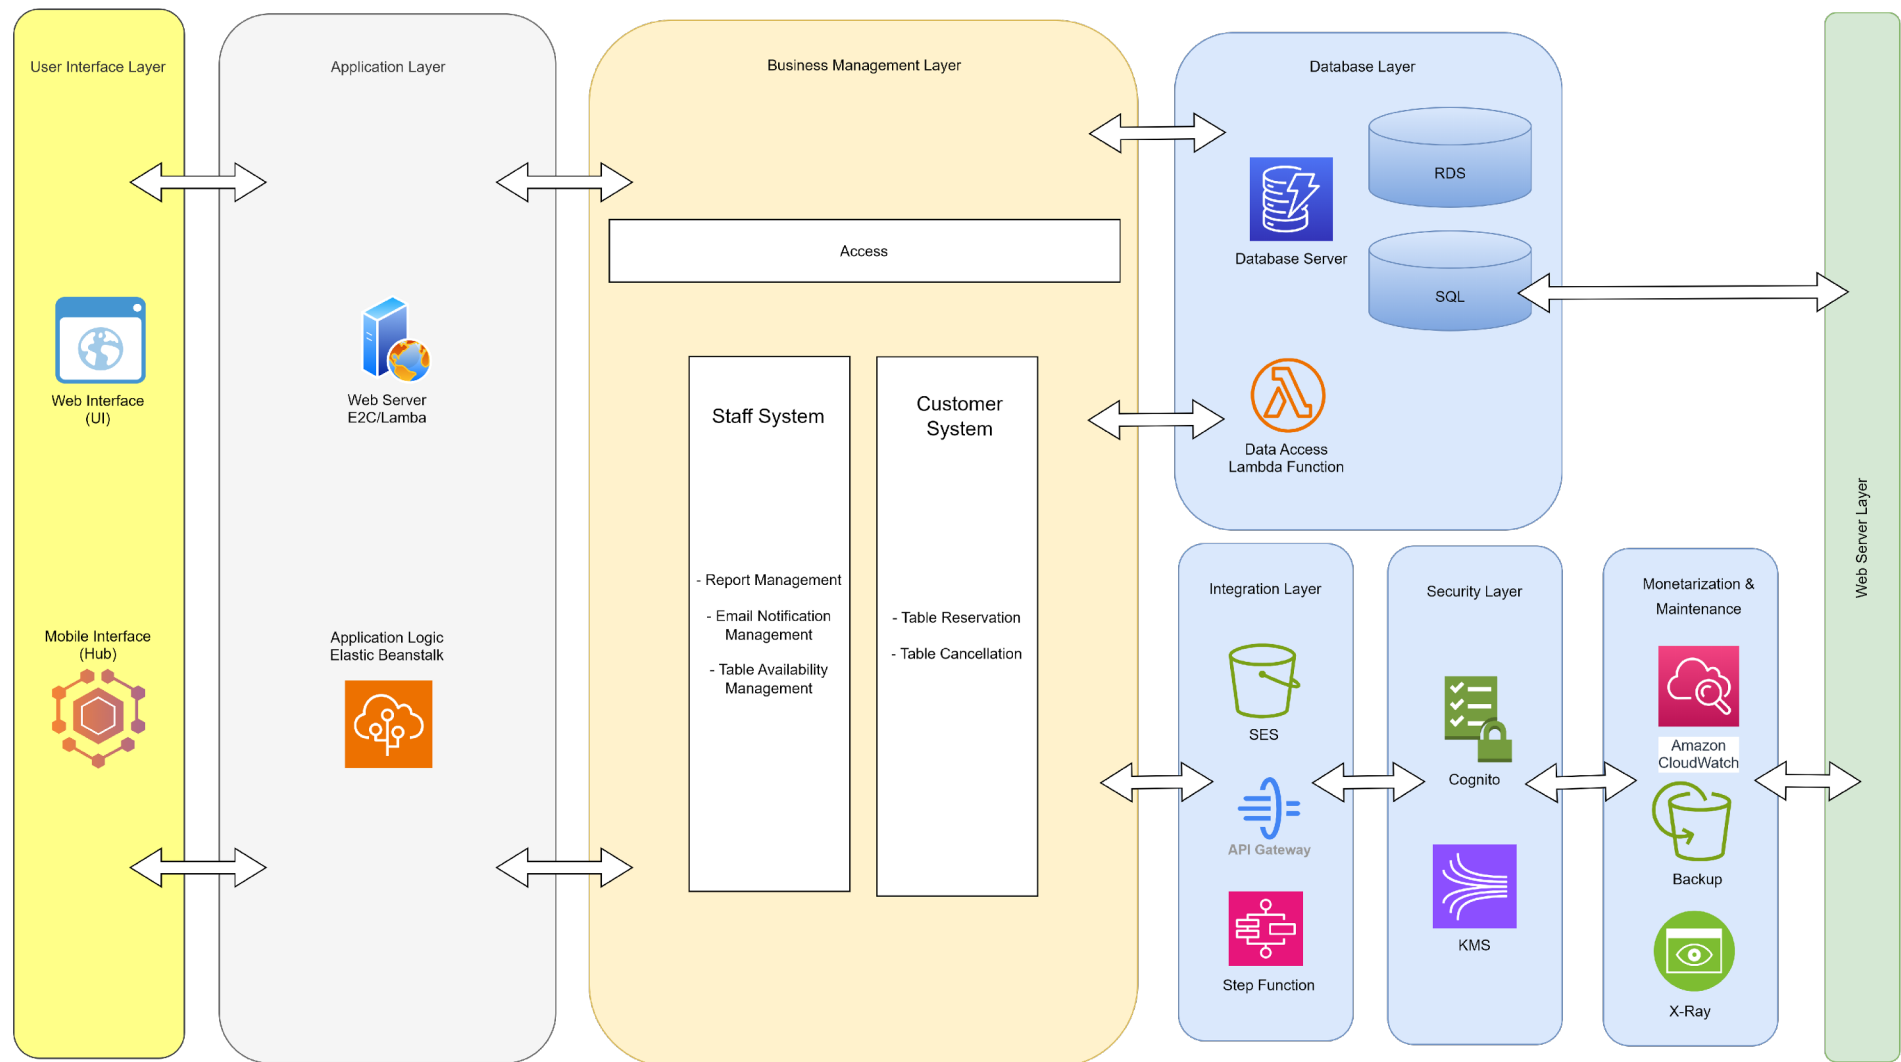 User Interface Layer
Web Interface
(UI)
Mobile Interface
(Hub)
Application Layer
Web Server
E2C/Lamba
Application Logic
Elastic Beanstalk
Business Management Layer
Access
Staff System
- Report Management
- Email Notification
Management
- Table Availability
Management
Customer
System
- Table Reservation
- Table Cancellation
Database Layer
RDS
Database Server
SQL
Data Access
Lambda Function
Integration Layer
SES
API Gateway
Step Function
Security Layer
Cognito
KMS
Monetarization &
Maintenance
Amazon
CloudWatch
Backup
X-Ray
Web Server Layer